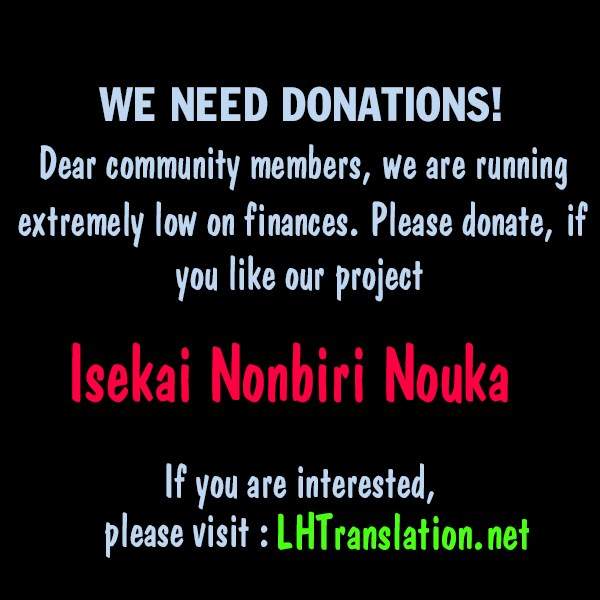 WE NEED DONATIONS!
Dear community members, we are running
extremely low on finances. Please donate, if
you like our project
Isekai Nonbiri Nouka
If you are interested,
please visit : LHTranslation.net